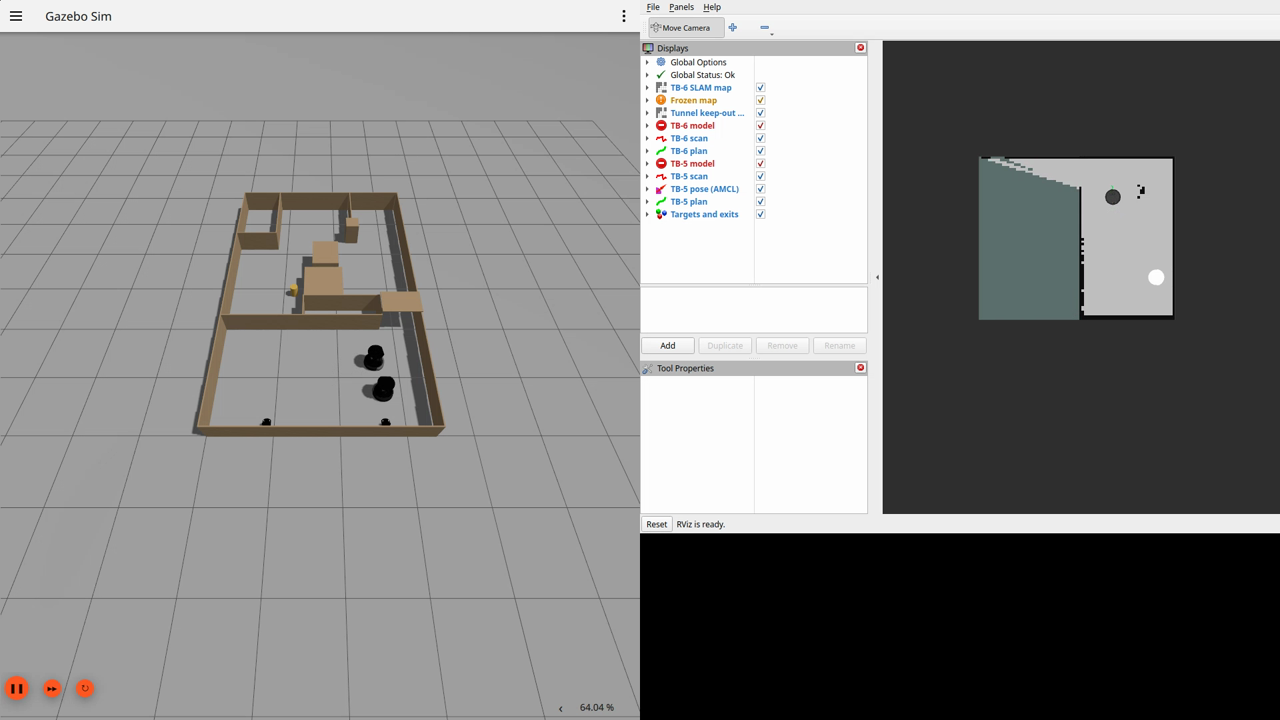 Gazebo Sim
64.04 %
File Panels Help
Move Camera
Displays
Global Options
Global Status: Ok
TB-6 SLAM map
Frozen map
Tunnel keep-out ...
TB-6 model
TB-6 scan
TB-6 plan
TB-5 model
TB-5 scan
TB-5 pose (AMCL)
TB-5 plan
Targets and exits
Add Duplicate Remove Rename
Tool Properties
Reset RViz is ready.